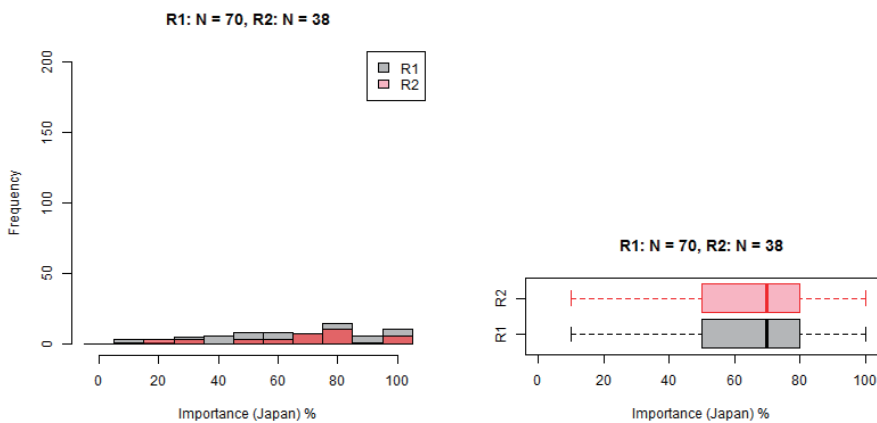 R1: N = 70, R2: N = 38
200
150
100
50
0
Frequency
R1
R2
0 20 40 60 80 100
Importance (Japan) %
R1: N = 70, R2: N = 38
R2
R1
0 20 40 60 80 100
Importance (Japan) %